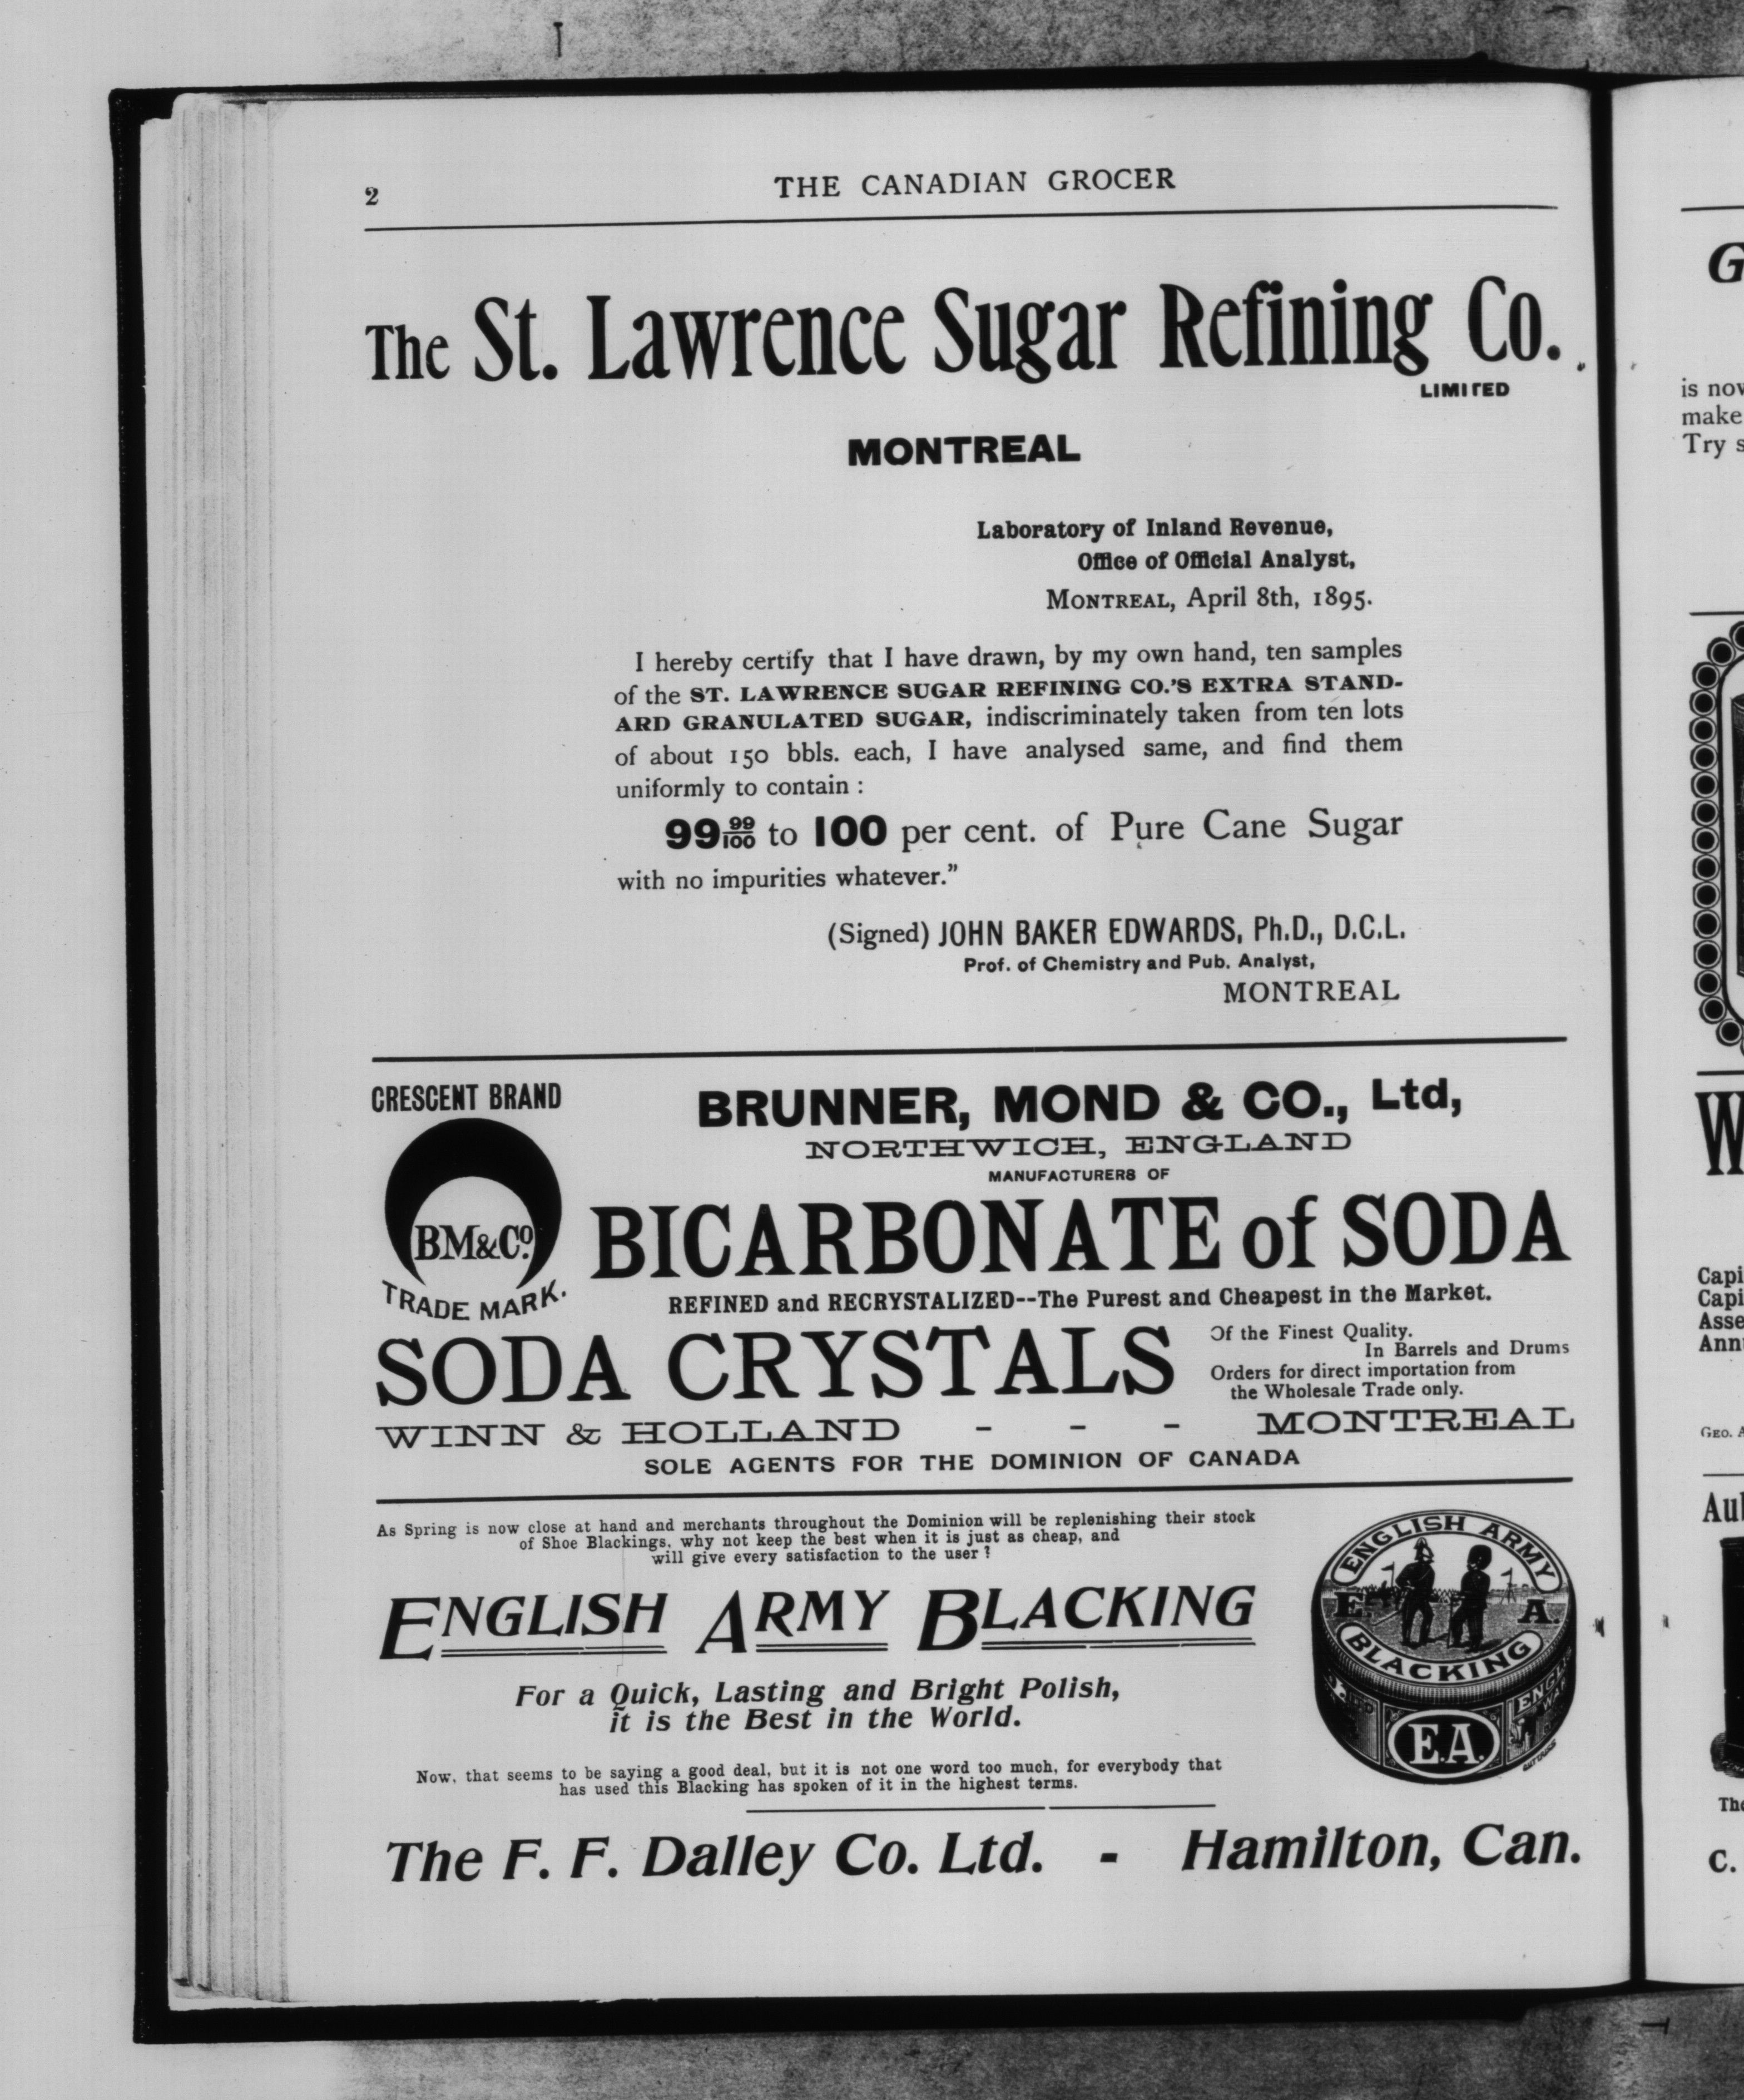 2
THE CANADIAN GROCER
The St. Lawrence Sugar Refining Co.
LIMITED
MONTREAL
Laboratory of Inland Revenue,
Office of Official Analyst,
MONTREAL, April 8th, 1895.
I hereby certify that I have drawn, by my own hand, ten samples
of the ST. LAWRENCE SUGAR REFINING CO.'S EXTRA STAND-
ARD GRANULATED SUGAR, indiscriminately taken from ten lots
of about 150 bbls. each, I have analysed same, and find them
uniformly to contain :
99 99/100 to 100 per cent. of Pure Cane Sugar
with no impurities whatever.”
(Signed) JOHN BAKER EDWARDS, Ph.D., D.C.L.
Prof. of Chemistry and Pub. Analyst,
MONTREAL
CRESCENT BRAND
BM&Co.
TRADE MARK.
BRUNNER, MOND & CO., Ltd,
NORTHWICH, ENGLAND
MANUFACTURERS OF
BICARBONATE of SODA
REFINED and RECRYSTALIZED--The Purest and Cheapest in the Market.
SODA CRYSTALS
Of the Finest Quality.
In Barrels and Drums
Orders for direct importation from
the Wholesale Trade only.
WINN & HOLLAND - - - MONTREAL
SOLE AGENTS FOR THE DOMINION OF CANADA
As Spring is now close at hand and merchants throughout the Dominion will be replenishing their stock
of Shoe Blackings, why not keep the best when it is just as cheap, and
will give every satisfaction to the user?
ENGLISH ARMY BLACKING
For a Quick, Lasting and Bright Polish,
it is the Best in the World.
Now, that seems to be saying a good deal, but it is not one word too much, for everybody that
has used this Blacking has spoken of it in the highest terms.
ENGLISH ARMY
E A
BLACKING
E.A.
The F. F. Dalley Co. Ltd. - Hamilton, Can.
G
is now
make
Try s
W
Capi
Capi
Asse
Ann
GEO. A
Aul
The
C.